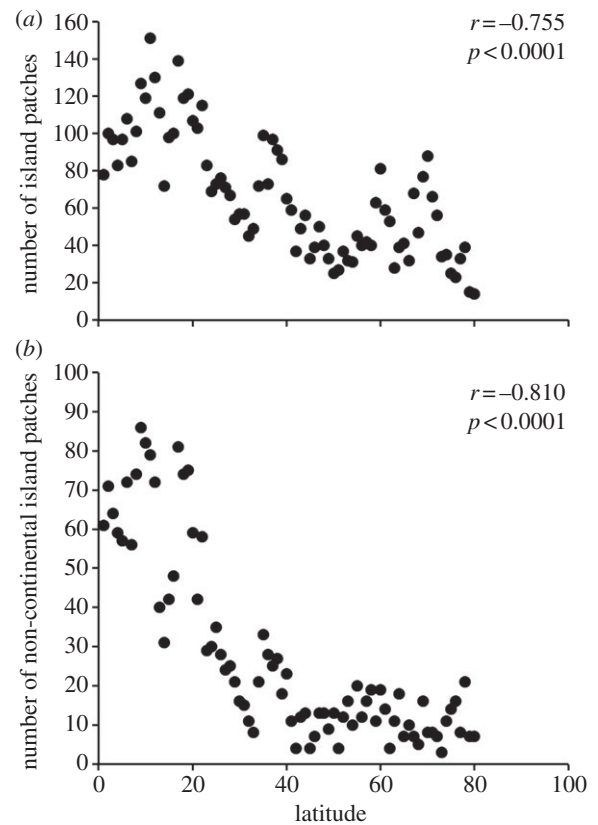 (a)
r=–0.755
p<0.0001
number of island patches
160
140
120
100
80
60
40
20
0
(b)
r=–0.810
p<0.0001
number of non-continental island patches
100
90
80
70
60
50
40
30
20
10
0
0 20 40 60 80 100
latitude